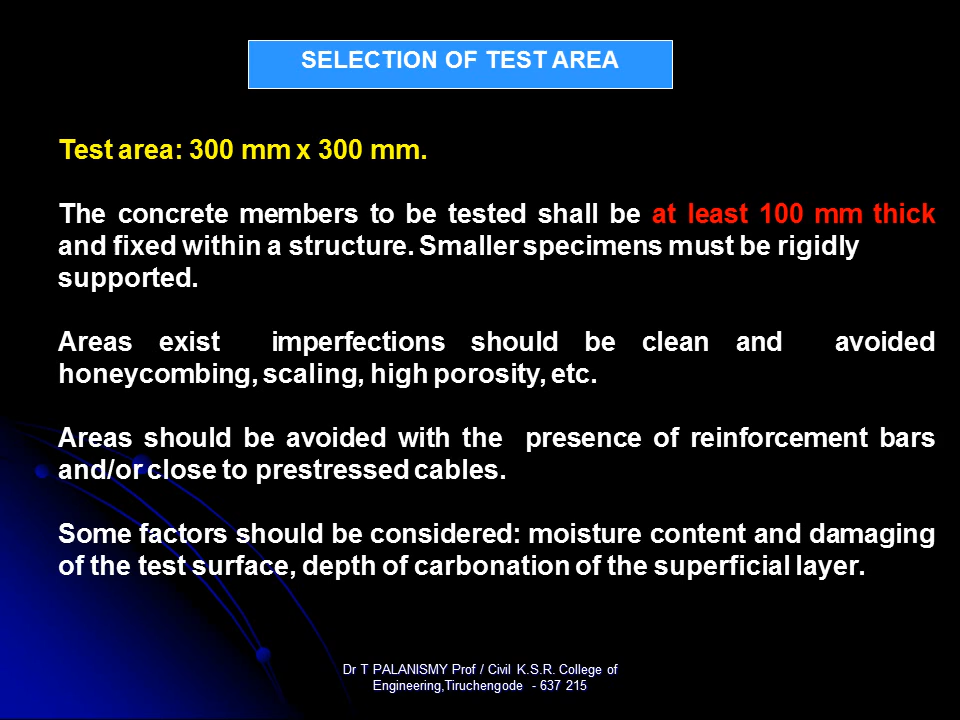 SELECTION OF TEST AREA
Test area: 300 mm x 300 mm.
The concrete members to be tested shall be at least 100 mm thick
and fixed within a structure. Smaller specimens must be rigidly
supported.
Areas exist imperfections should be clean and avoided
honeycombing, scaling, high porosity, etc.
Areas should be avoided with the presence of reinforcement bars
and/or close to prestressed cables.
Some factors should be considered: moisture content and damaging
of the test surface, depth of carbonation of the superficial layer.
Dr T PALANISMY Prof / Civil K.S.R. College of
Engineering,Tiruchengode - 637 215